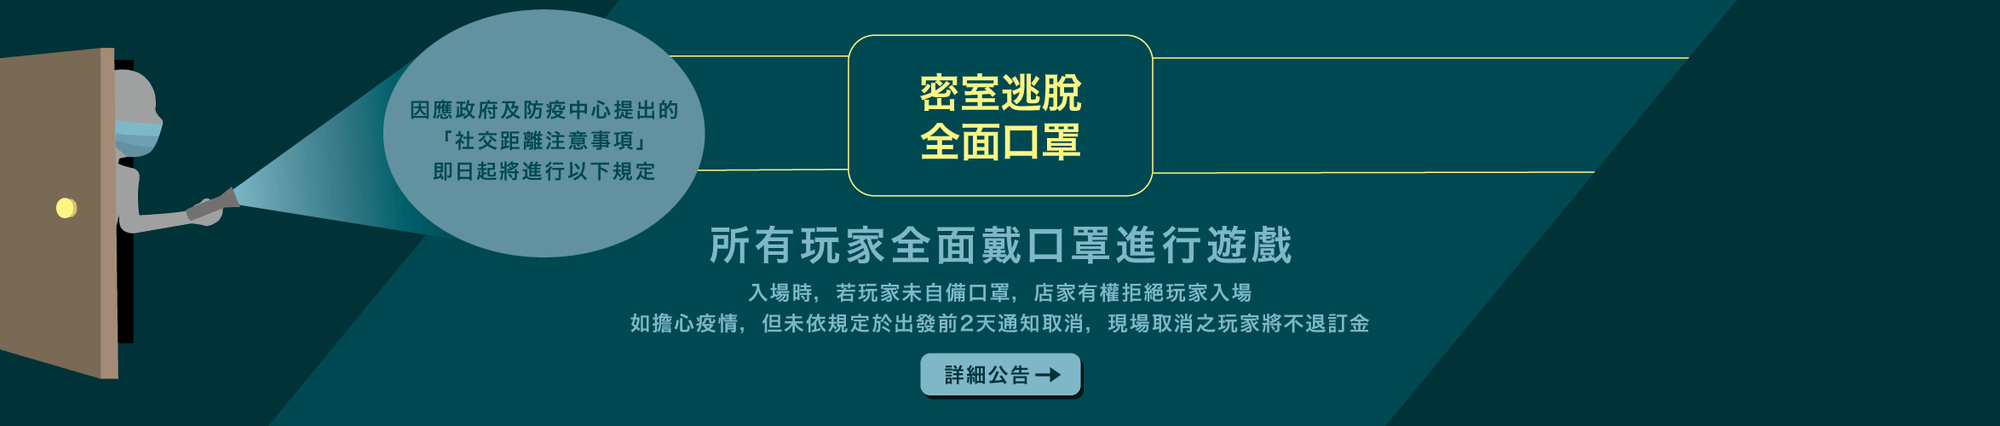 因應政府及防疫中心提出的
「社交距離注意事項」
即日起將進行以下規定
密室逃脫
全面口罩
所有玩家全面戴口罩進行遊戲
入場時，若玩家未自備口罩，店家有權拒絕玩家入場
如擔心疫情，但未依規定於出發前2天通知取消，現場取消之玩家將不退訂金
詳細公告→